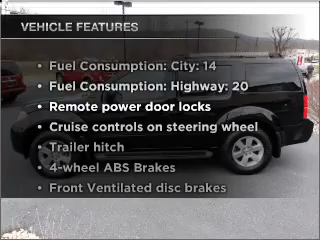 VEHICLE FEATURES
• Fuel Consumption: City: 14
• Fuel Consumption: Highway: 20
• Remote power door locks
• Cruise controls on steering wheel
• Trailer hitch
• 4-wheel ABS Brakes
• Front Ventilated disc brakes